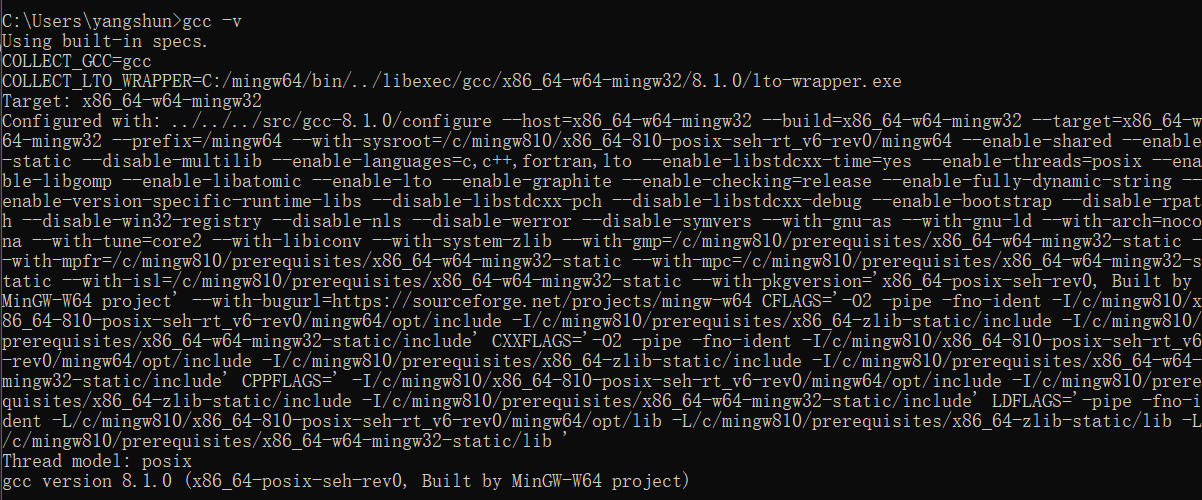 C:\Users\yangshun>gcc -v
Using built-in specs.
COLLECT_GCC=gcc
COLLECT_LTO_WRAPPER=C:/mingw64/bin/../libexec/gcc/x86_64-w64-mingw32/8.1.0/lto-wrapper.exe
Target: x86_64-w64-mingw32
Configured with: ../../../src/gcc-8.1.0/configure --host=x86_64-w64-mingw32 --build=x86_64-w64-mingw32 --target=x86_64-w
64-mingw32 --prefix=/mingw64 --with-sysroot=/c/mingw810/x86_64-810-posix-seh-rt_v6-rev0/mingw64 --enable-shared --enable
-static --disable-multilib --enable-languages=c,c++,fortran,lto --enable-libstdcxx-time=yes --enable-threads=posix --ena
ble-libgomp --enable-libatomic --enable-lto --enable-graphite --enable-checking=release --enable-fully-dynamic-string --
enable-version-specific-runtime-libs --disable-libstdcxx-pch --disable-libstdcxx-debug --enable-bootstrap --disable-rpat
h --disable-win32-registry --disable-nls --disable-werror --disable-symvers --with-gnu-as --with-gnu-ld --with-arch=noco
na --with-tune=core2 --with-libiconv --with-system-zlib --with-gmp=/c/mingw810/prerequisites/x86_64-w64-mingw32-static -
-with-mpfr=/c/mingw810/prerequisites/x86_64-w64-mingw32-static --with-mpc=/c/mingw810/prerequisites/x86_64-w64-mingw32-s
tatic --with-isl=/c/mingw810/prerequisites/x86_64-w64-mingw32-static --with-pkgversion='x86_64-posix-seh-rev0, Built by
MinGW-W64 project' --with-bugurl=https://sourceforge.net/projects/mingw-w64 CFLAGS='-O2 -pipe -fno-ident -I/c/mingw810/x
86_64-810-posix-seh-rt_v6-rev0/mingw64/opt/include -I/c/mingw810/prerequisites/x86_64-zlib-static/include -I/c/mingw810/
prerequisites/x86_64-w64-mingw32-static/include' CXXFLAGS='-O2 -pipe -fno-ident -I/c/mingw810/x86_64-810-posix-seh-rt_v6
-rev0/mingw64/opt/include -I/c/mingw810/prerequisites/x86_64-zlib-static/include -I/c/mingw810/prerequisites/x86_64-w64-
mingw32-static/include' CPPFLAGS=' -I/c/mingw810/x86_64-810-posix-seh-rt_v6-rev0/mingw64/opt/include -I/c/mingw810/prere
quisites/x86_64-zlib-static/include -I/c/mingw810/prerequisites/x86_64-w64-mingw32-static/include' LDFLAGS='-pipe -fno-i
dent -L/c/mingw810/x86_64-810-posix-seh-rt_v6-rev0/mingw64/opt/lib -L/c/mingw810/prerequisites/x86_64-zlib-static/lib -L
/c/mingw810/prerequisites/x86_64-w64-mingw32-static/lib '
Thread model: posix
gcc version 8.1.0 (x86_64-posix-seh-rev0, Built by MinGW-W64 project)